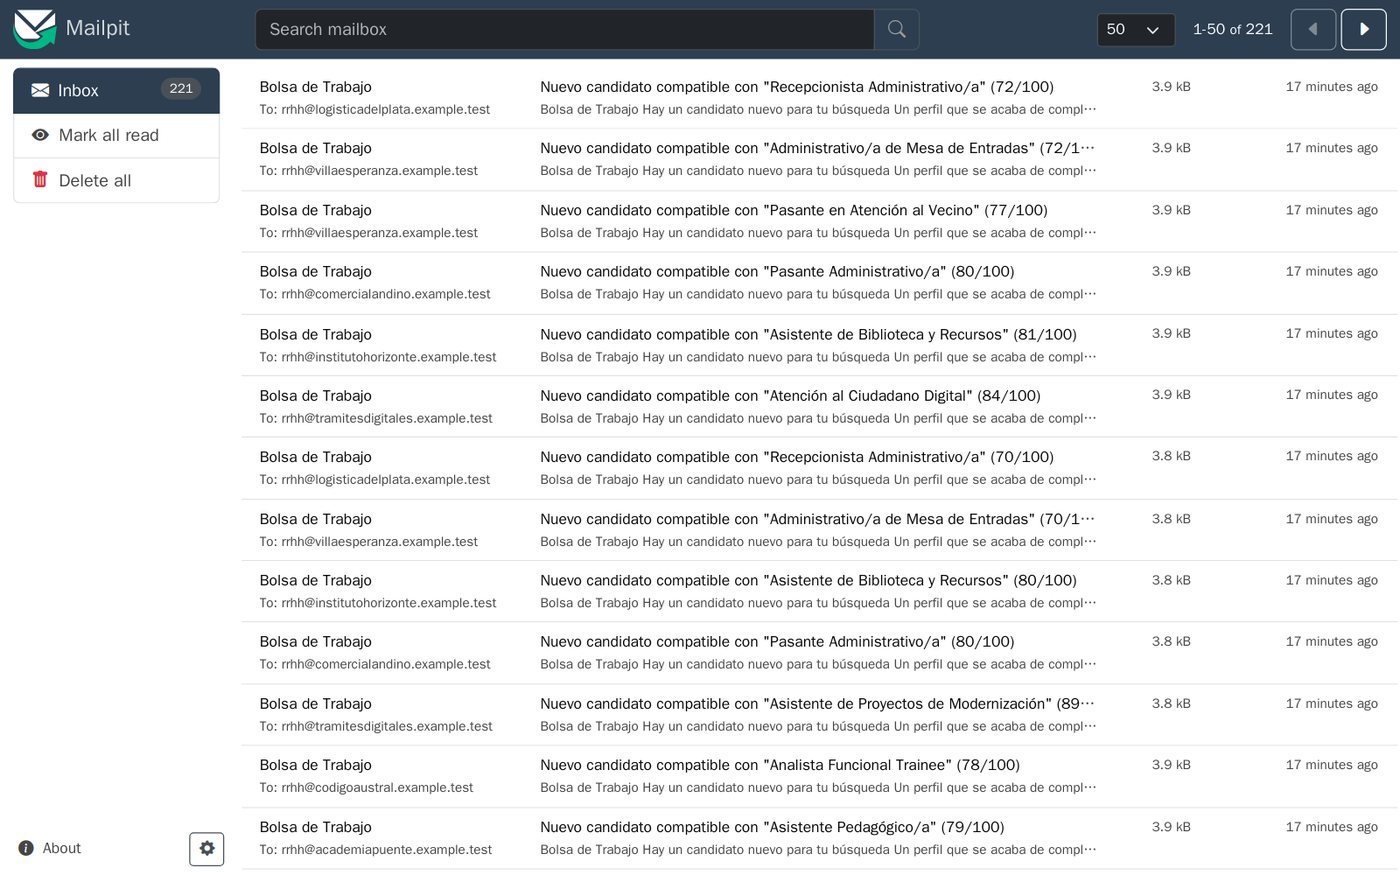 Mailpit
Search mailbox
50
1-50 of 221
Inbox
221
Mark all read
Delete all
Bolsa de Trabajo Nuevo candidato compatible con "Recepcionista Administrativo/a" (72/100) 3.9 kB 17 minutes ago
To: rrhh@logisticadelplata.example.test Bolsa de Trabajo Hay un candidato nuevo para tu búsqueda Un perfil que se acaba de compl···
Bolsa de Trabajo Nuevo candidato compatible con "Administrativo/a de Mesa de Entradas" (72/1··· 3.9 kB 17 minutes ago
To: rrhh@villaesperanza.example.test Bolsa de Trabajo Hay un candidato nuevo para tu búsqueda Un perfil que se acaba de compl···
Bolsa de Trabajo Nuevo candidato compatible con "Pasante en Atención al Vecino" (77/100) 3.9 kB 17 minutes ago
To: rrhh@villaesperanza.example.test Bolsa de Trabajo Hay un candidato nuevo para tu búsqueda Un perfil que se acaba de compl···
Bolsa de Trabajo Nuevo candidato compatible con "Pasante Administrativo/a" (80/100) 3.9 kB 17 minutes ago
To: rrhh@comercialandino.example.test Bolsa de Trabajo Hay un candidato nuevo para tu búsqueda Un perfil que se acaba de compl···
Bolsa de Trabajo Nuevo candidato compatible con "Asistente de Biblioteca y Recursos" (81/100) 3.9 kB 17 minutes ago
To: rrhh@institutohorizonte.example.test Bolsa de Trabajo Hay un candidato nuevo para tu búsqueda Un perfil que se acaba de compl···
Bolsa de Trabajo Nuevo candidato compatible con "Atención al Ciudadano Digital" (84/100) 3.9 kB 17 minutes ago
To: rrhh@tramitesdigitales.example.test Bolsa de Trabajo Hay un candidato nuevo para tu búsqueda Un perfil que se acaba de compl···
Bolsa de Trabajo Nuevo candidato compatible con "Recepcionista Administrativo/a" (70/100) 3.8 kB 17 minutes ago
To: rrhh@logisticadelplata.example.test Bolsa de Trabajo Hay un candidato nuevo para tu búsqueda Un perfil que se acaba de compl···
Bolsa de Trabajo Nuevo candidato compatible con "Administrativo/a de Mesa de Entradas" (70/1··· 3.8 kB 17 minutes ago
To: rrhh@villaesperanza.example.test Bolsa de Trabajo Hay un candidato nuevo para tu búsqueda Un perfil que se acaba de compl···
Bolsa de Trabajo Nuevo candidato compatible con "Asistente de Biblioteca y Recursos" (80/100) 3.8 kB 17 minutes ago
To: rrhh@institutohorizonte.example.test Bolsa de Trabajo Hay un candidato nuevo para tu búsqueda Un perfil que se acaba de compl···
Bolsa de Trabajo Nuevo candidato compatible con "Pasante Administrativo/a" (80/100) 3.8 kB 17 minutes ago
To: rrhh@comercialandino.example.test Bolsa de Trabajo Hay un candidato nuevo para tu búsqueda Un perfil que se acaba de compl···
Bolsa de Trabajo Nuevo candidato compatible con "Asistente de Proyectos de Modernización" (89··· 3.8 kB 17 minutes ago
To: rrhh@tramitesdigitales.example.test Bolsa de Trabajo Hay un candidato nuevo para tu búsqueda Un perfil que se acaba de compl···
Bolsa de Trabajo Nuevo candidato compatible con "Analista Funcional Trainee" (78/100) 3.9 kB 17 minutes ago
To: rrhh@codigoaustral.example.test Bolsa de Trabajo Hay un candidato nuevo para tu búsqueda Un perfil que se acaba de compl···
Bolsa de Trabajo Nuevo candidato compatible con "Asistente Pedagógico/a" (79/100) 3.9 kB 17 minutes ago
To: rrhh@academiapuente.example.test Bolsa de Trabajo Hay un candidato nuevo para tu búsqueda Un perfil que se acaba de compl···
About